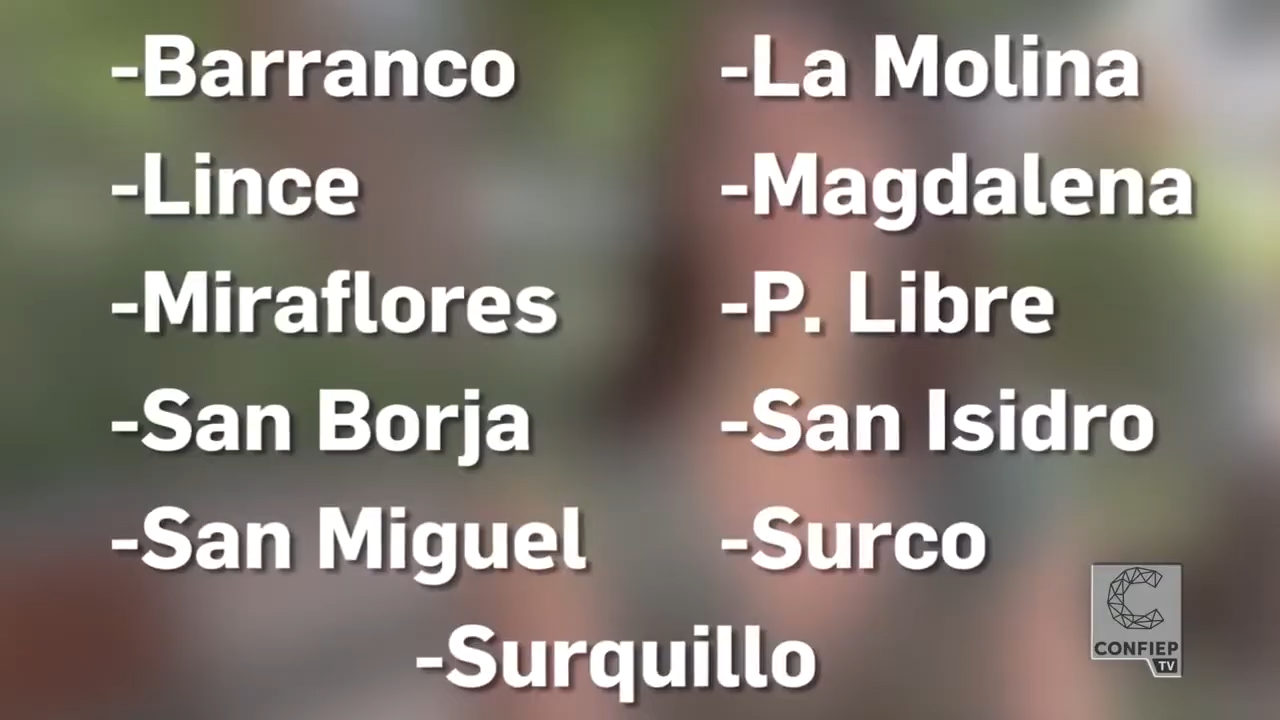 -Barranco
-La Molina
-Lince
-Magdalena
-Miraflores
-P. Libre
-San Borja
-San Isidro
-San Miguel
-Surco
-Surquillo
CONFIEP
TV